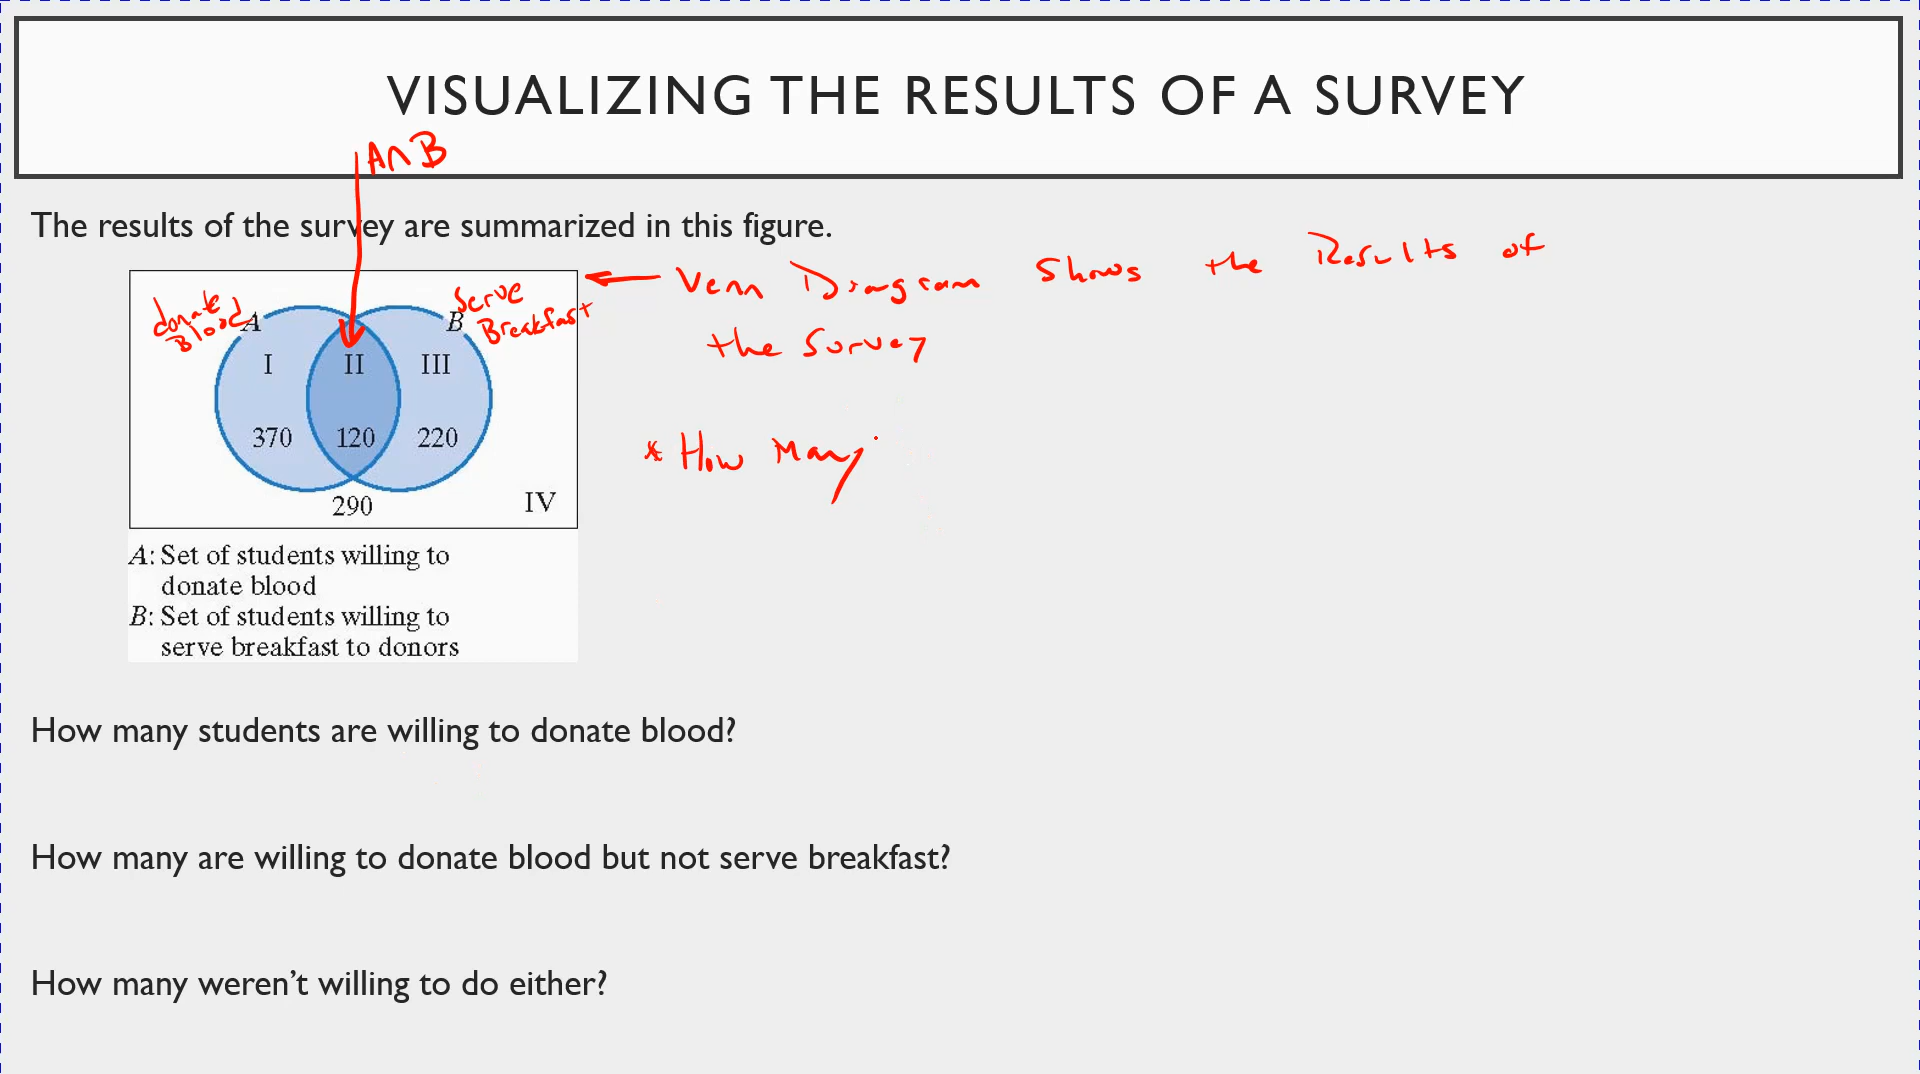 VISUALIZING THE RESULTS OF A SURVEY
A∩B
The results of the survey are summarized in this figure.
Venn Diagram shows the Results of
the Survey
donate
Blood
Serve
Breakfast
A
B
I
II
III
370
120
220
290
IV
* How Many
A: Set of students willing to
donate blood
B: Set of students willing to
serve breakfast to donors
How many students are willing to donate blood?
How many are willing to donate blood but not serve breakfast?
How many weren’t willing to do either?